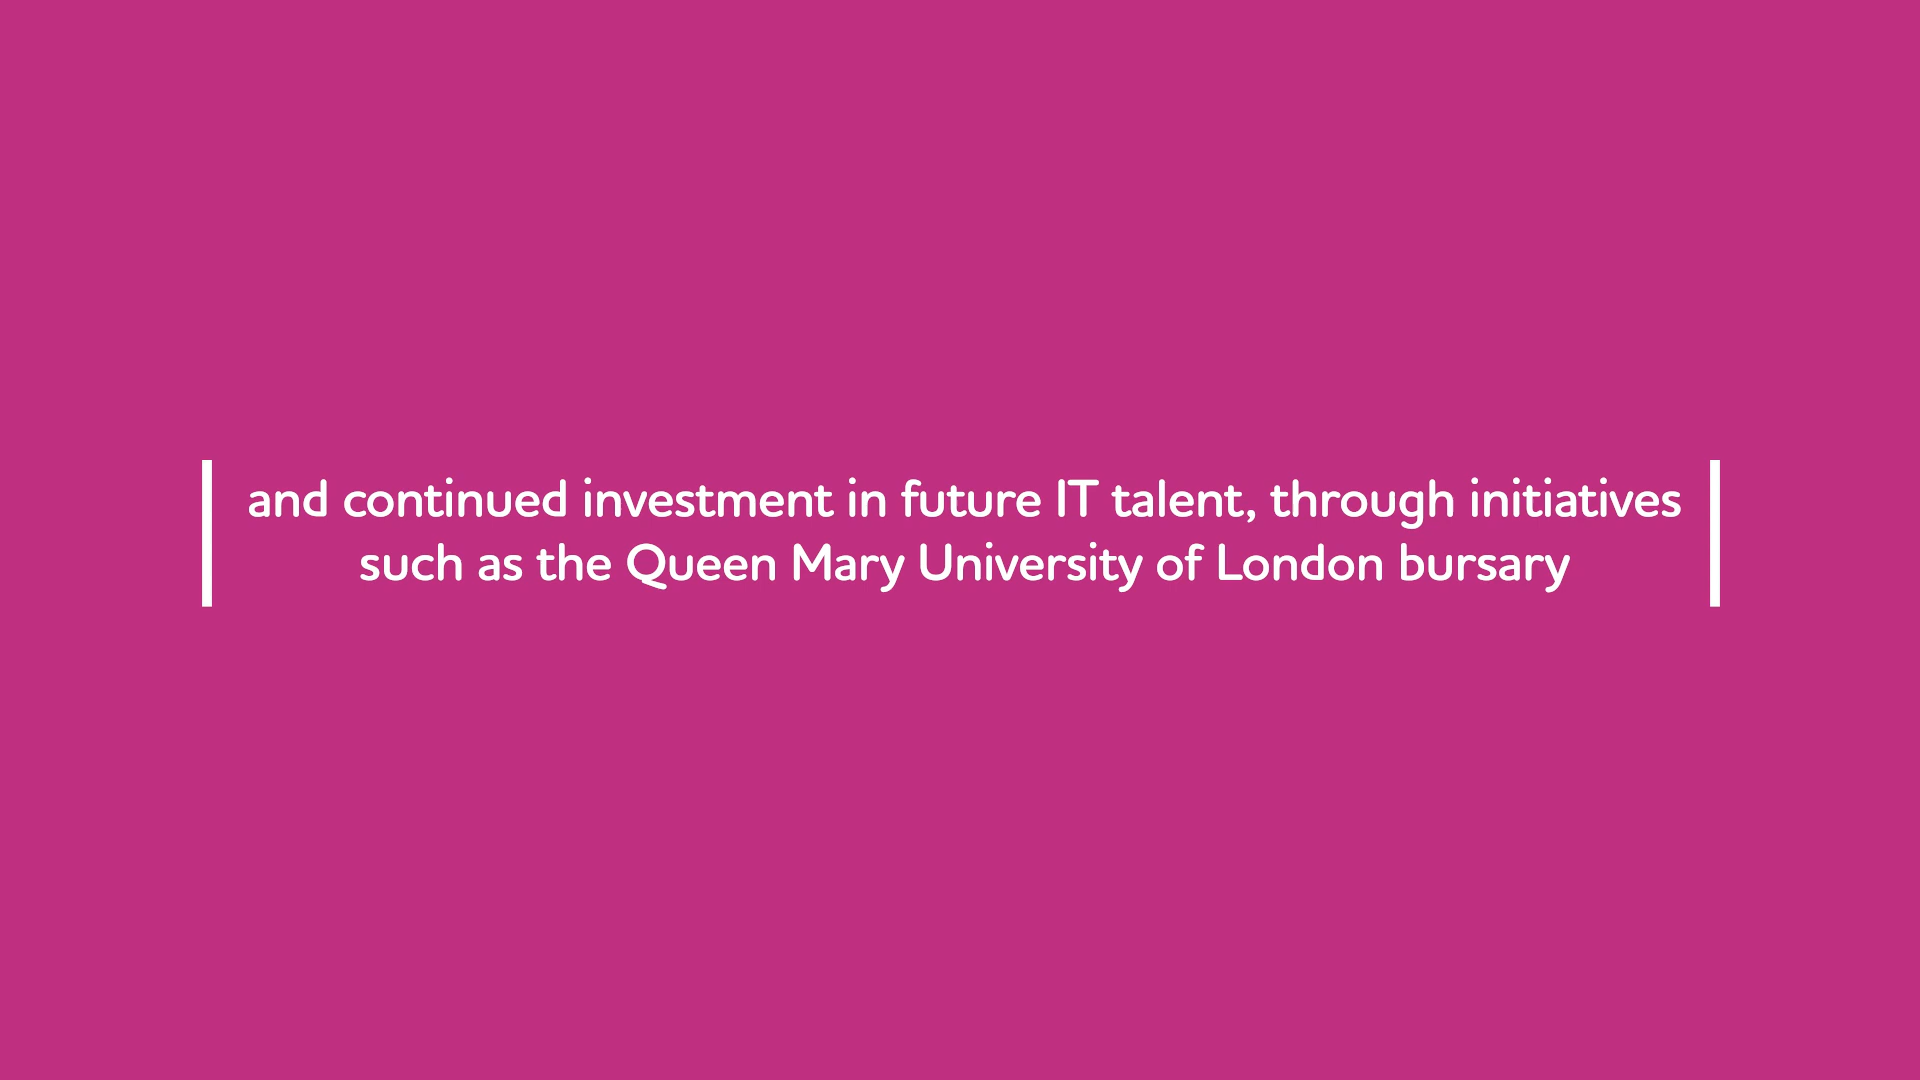 and continued investment in future IT talent, through initiatives
such as the Queen Mary University of London bursary